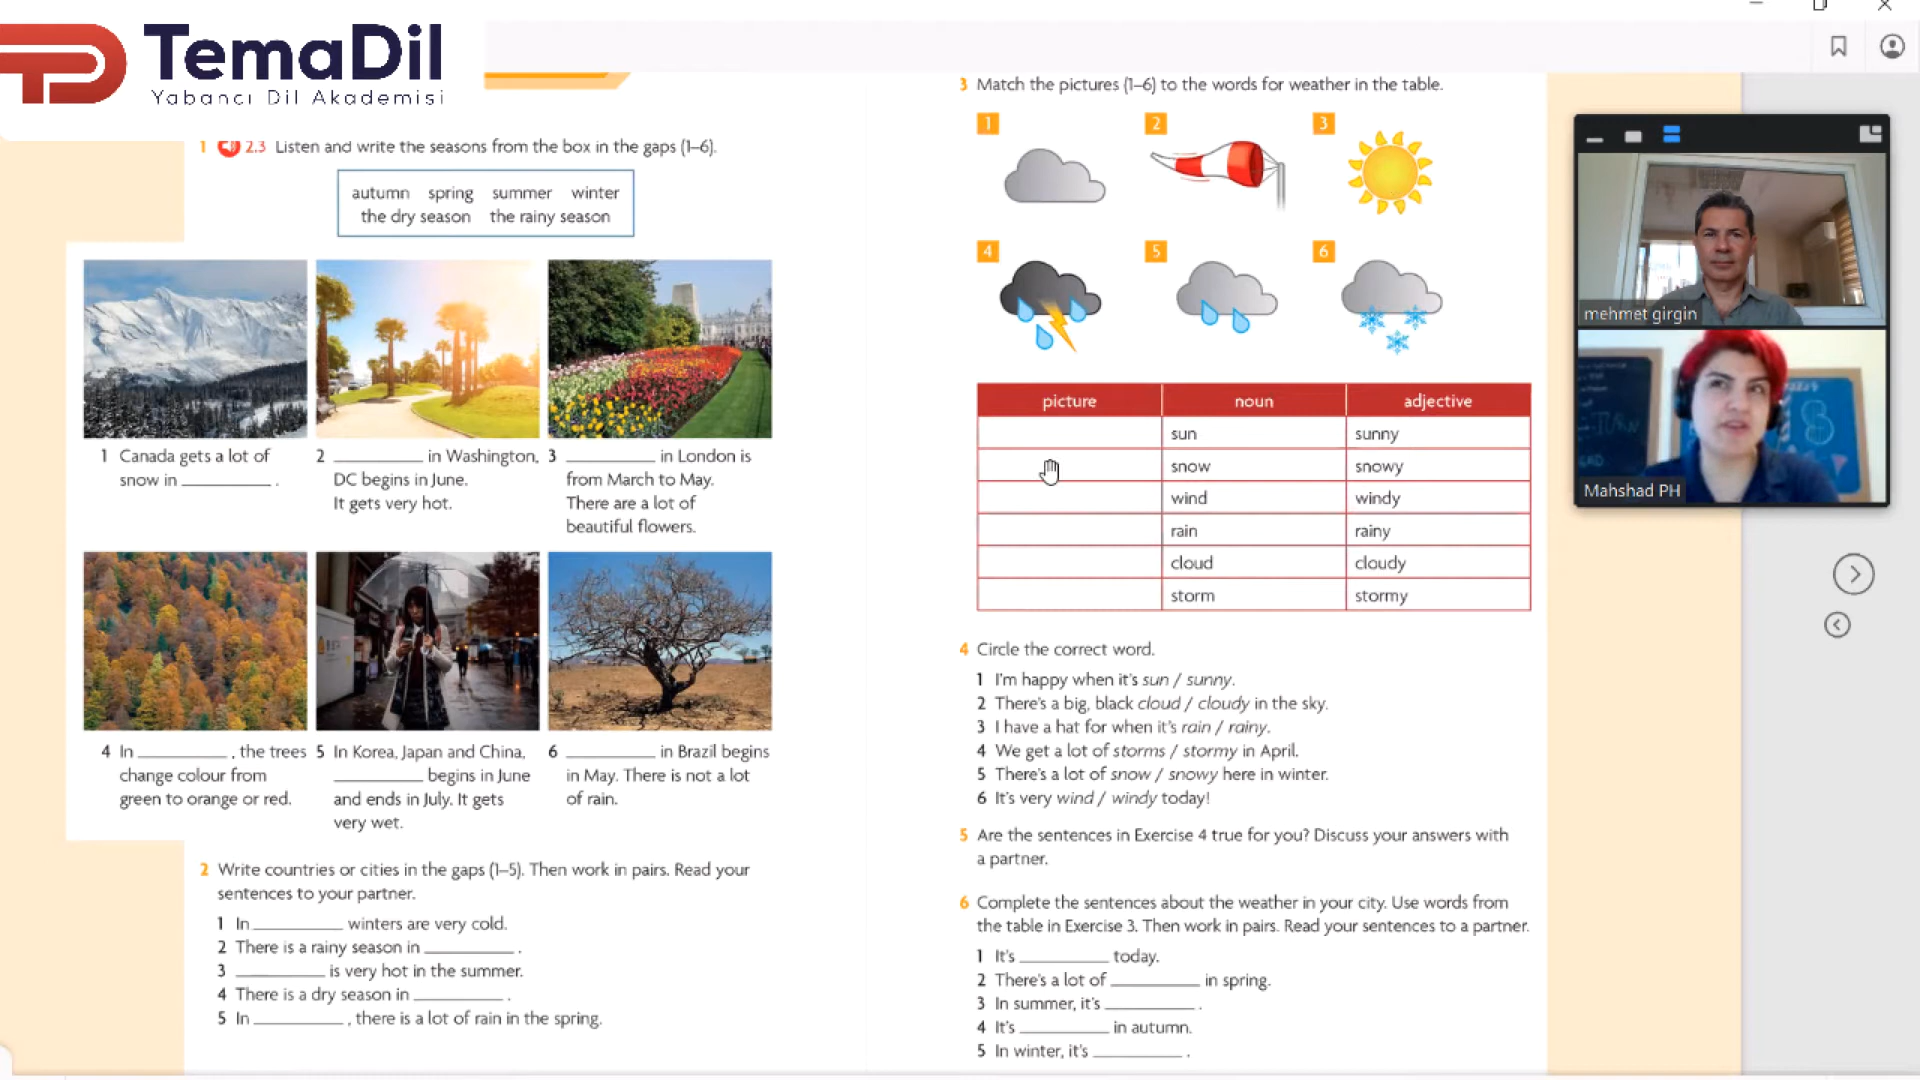 TemaDil
Yabancı Dil Akademisi
1 2.3 Listen and write the seasons from the box in the gaps (1–6).
autumn spring summer winter
the dry season the rainy season
1 Canada gets a lot of
snow in ________ .
2 ________ in Washington,
DC begins in June.
It gets very hot.
3 ________ in London is
from March to May.
There are a lot of
beautiful flowers.
4 In ________ , the trees
change colour from
green to orange or red.
5 In Korea, Japan and China,
________ begins in June
and ends in July. It gets
very wet.
6 ________ in Brazil begins
in May. There is not a lot
of rain.
2 Write countries or cities in the gaps (1–5). Then work in pairs. Read your
sentences to your partner.
1 In ________ winters are very cold.
2 There is a rainy season in ________ .
3 ________ is very hot in the summer.
4 There is a dry season in ________ .
5 In ________ , there is a lot of rain in the spring.
3 Match the pictures (1–6) to the words for weather in the table.
1 2 3
4 5 6
picture noun adjective
sun sunny
snow snowy
wind windy
rain rainy
cloud cloudy
storm stormy
4 Circle the correct word.
1 I'm happy when it's sun / sunny.
2 There's a big, black cloud / cloudy in the sky.
3 I have a hat for when it's rain / rainy.
4 We get a lot of storms / stormy in April.
5 There's a lot of snow / snowy here in winter.
6 It's very wind / windy today!
5 Are the sentences in Exercise 4 true for you? Discuss your answers with
a partner.
6 Complete the sentences about the weather in your city. Use words from
the table in Exercise 3. Then work in pairs. Read your sentences to a partner.
1 It's ________ today.
2 There's a lot of ________ in spring.
3 In summer, it's ________ .
4 It's ________ in autumn.
5 In winter, it's ________ .
mehmet girgin
Mahshad PH